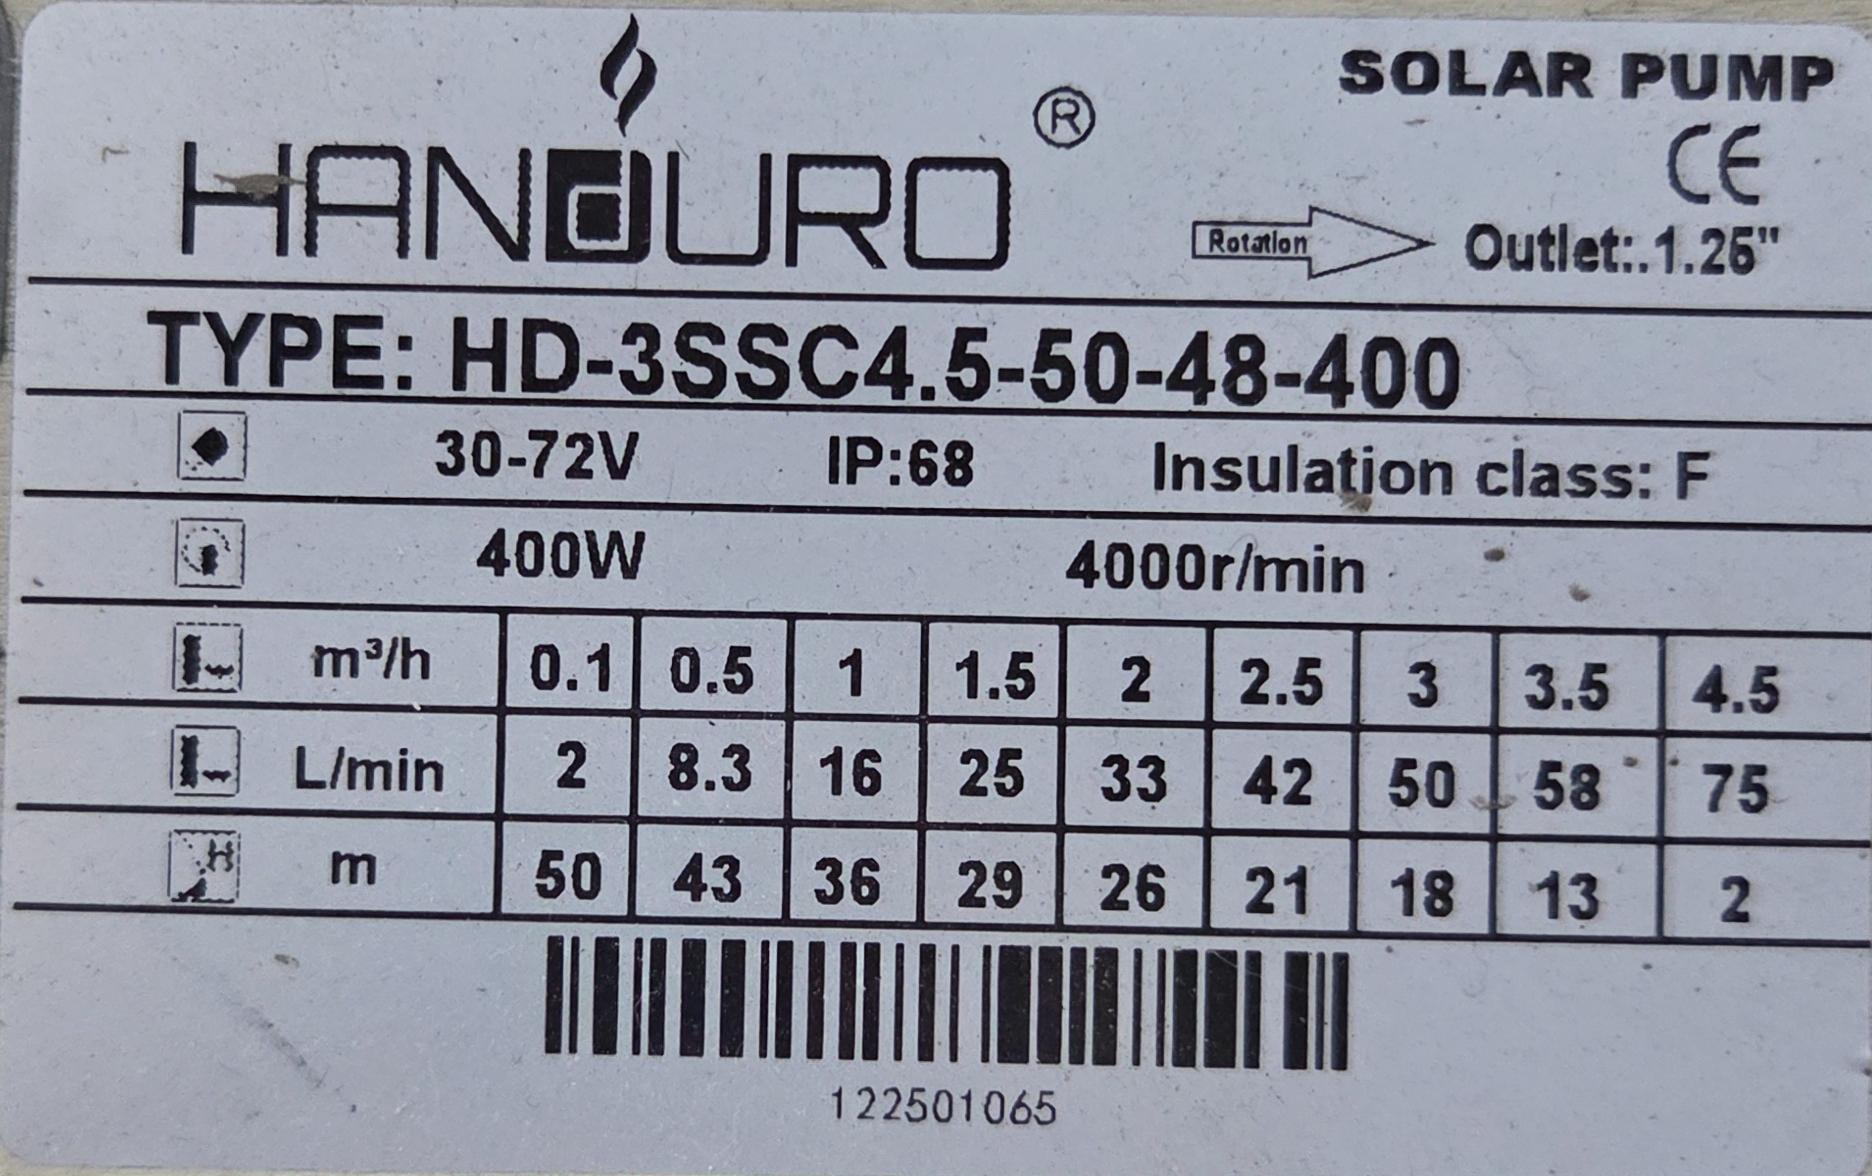 HANDURO ®
SOLAR PUMP
CE
Rotation
Outlet:.1.25"
TYPE: HD-3SSC4.5-50-48-400
30-72V IP:68 Insulation class: F
400W 4000r/min
m³/h 0.1 0.5 1 1.5 2 2.5 3 3.5 4.5
L/min 2 8.3 16 25 33 42 50 58 75
H m 50 43 36 29 26 21 18 13 2
122501065